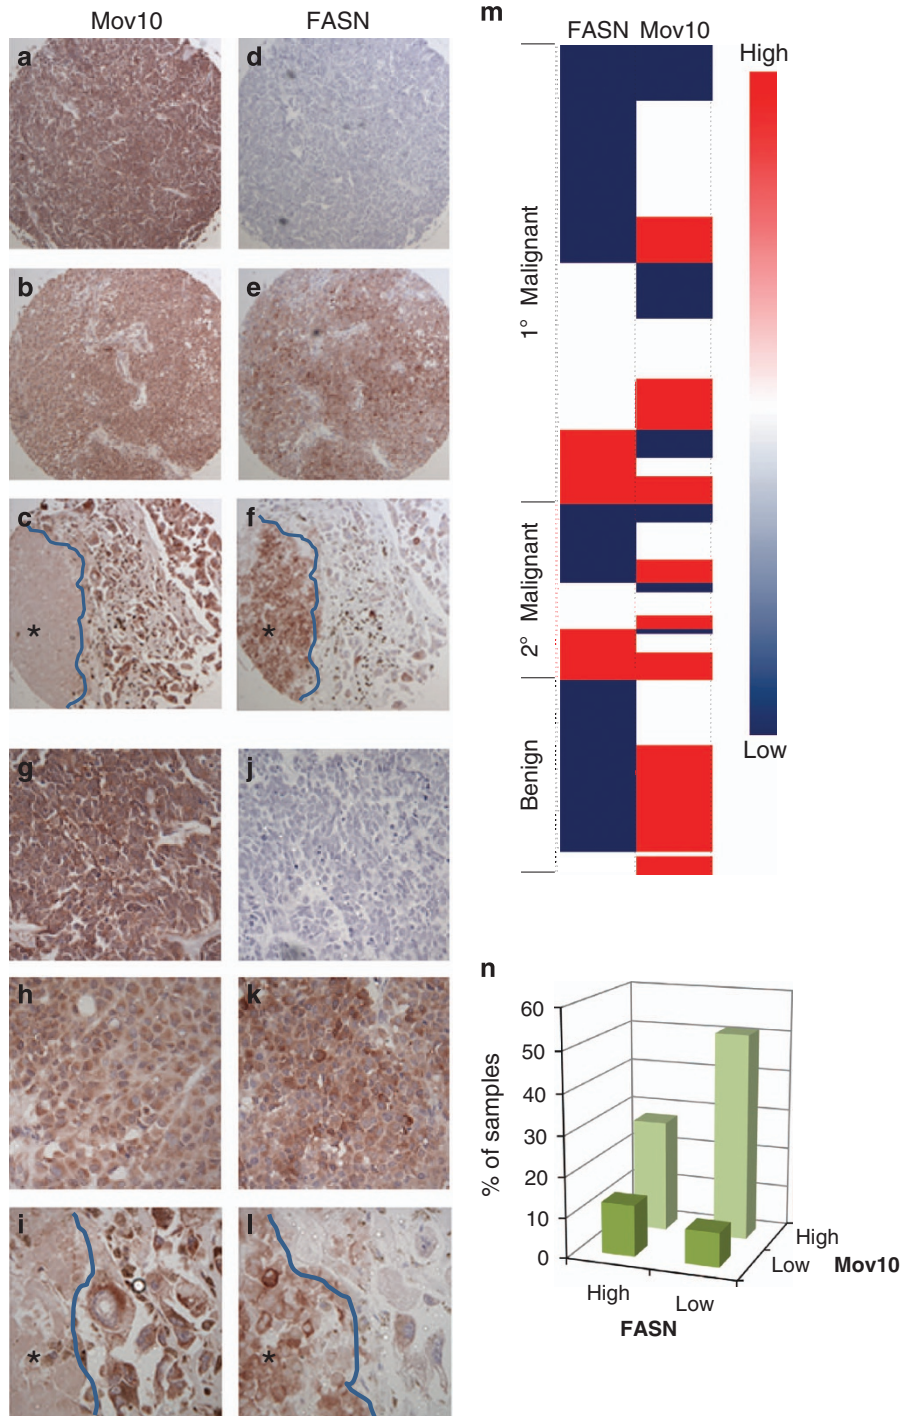 Mov10
FASN
a
d
b
e
c
f
*
*
g
j
h
k
i
l
*
*
m
FASN Mov10
High
Low
1° Malignant
2° Malignant
Benign
n
% of samples
60
50
40
30
20
10
0
High
Low
FASN
High
Low
Mov10